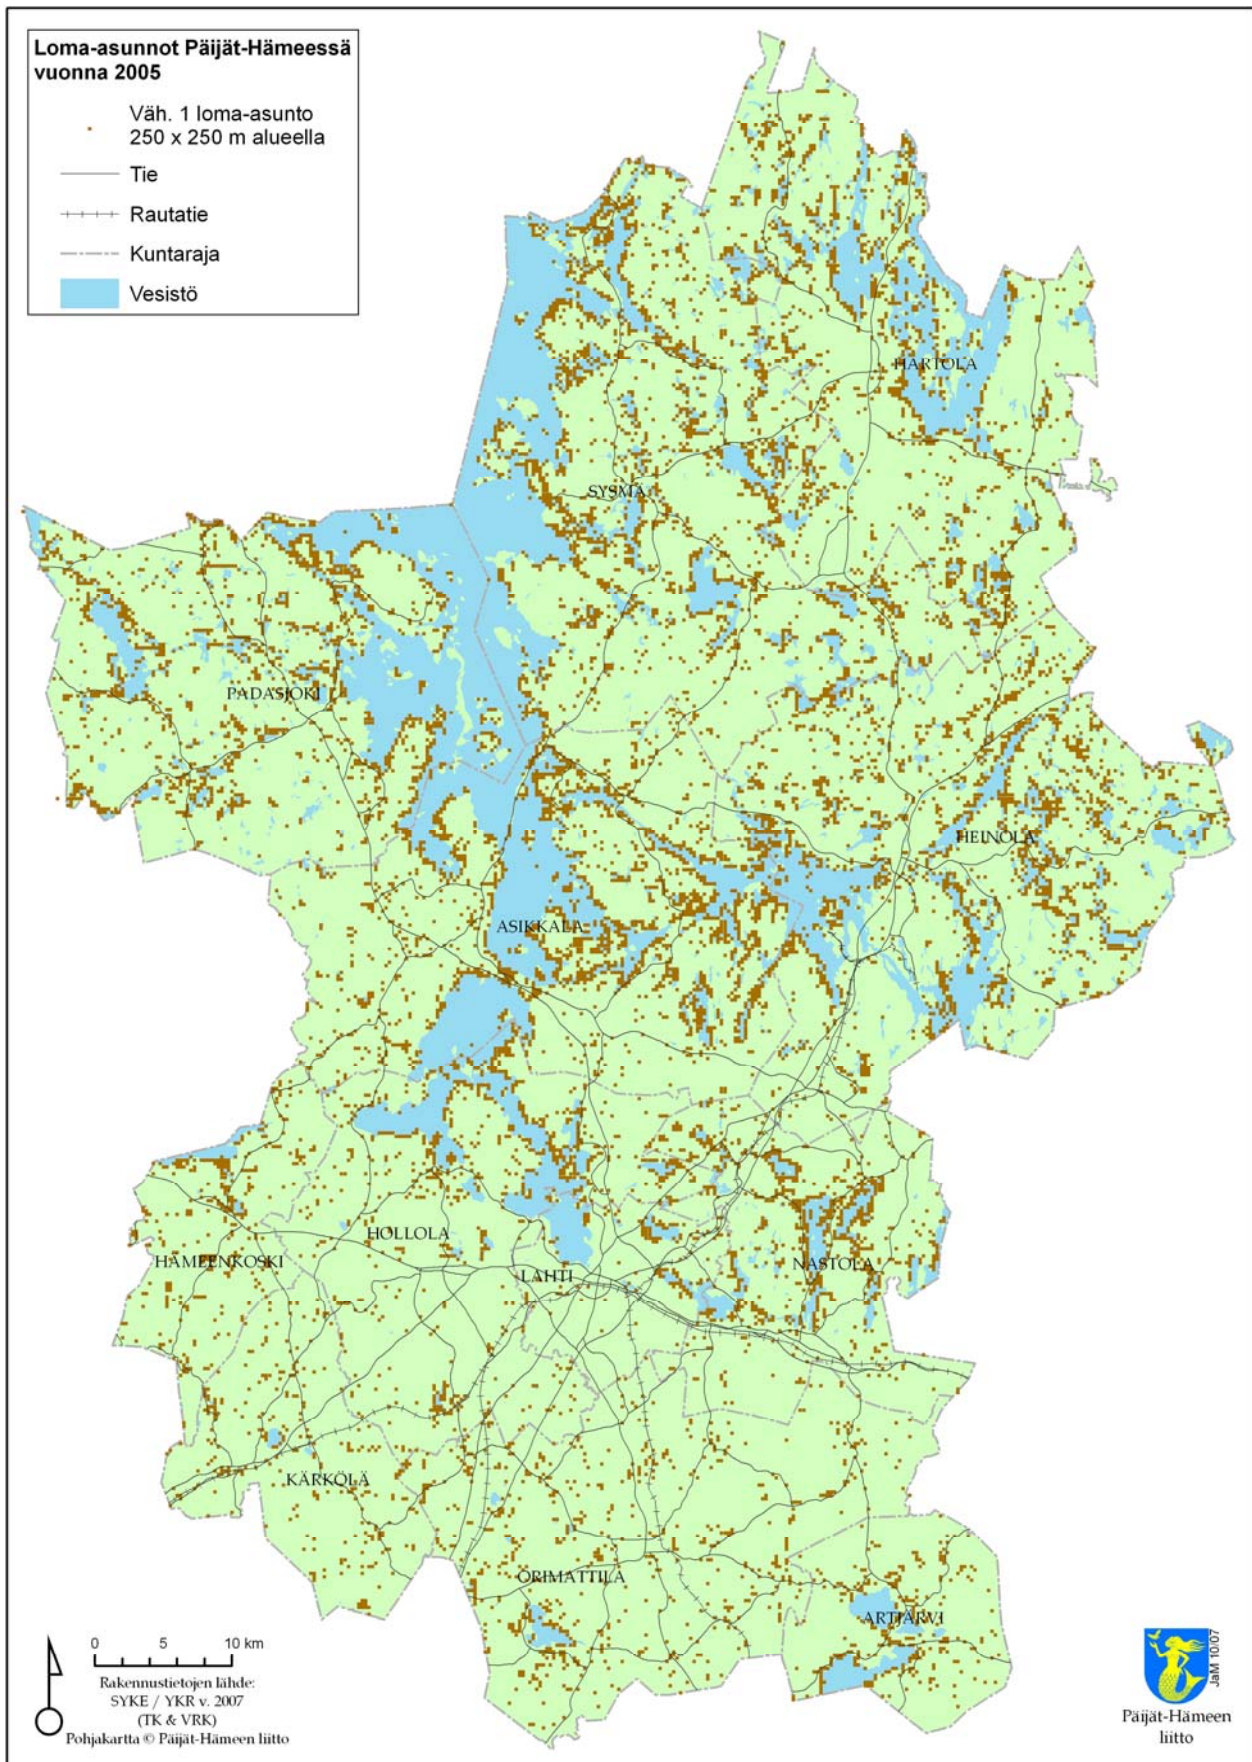 Loma-asunnot Päijät-Hämeessä
vuonna 2005
Väh. 1 loma-asunto
250 x 250 m alueella
Tie
Rautatie
Kuntaraja
Vesistö
HARTOLA
SYSMÄ
PADASJOKI
HEINOLA
ASIKKALA
HOLLOLA
HÄMEENKOSKI
LAHTI
NASTOLA
KÄRKÖLÄ
ORIMATTILA
ARTJÄRVI
0 5 10 km
Rakennustietojen lähde:
SYKE / YKR v. 2007
(TK & VRK)
Pohjakartta © Päijät-Hämeen liitto
JaM 10/07
Päijät-Hämeen
liitto